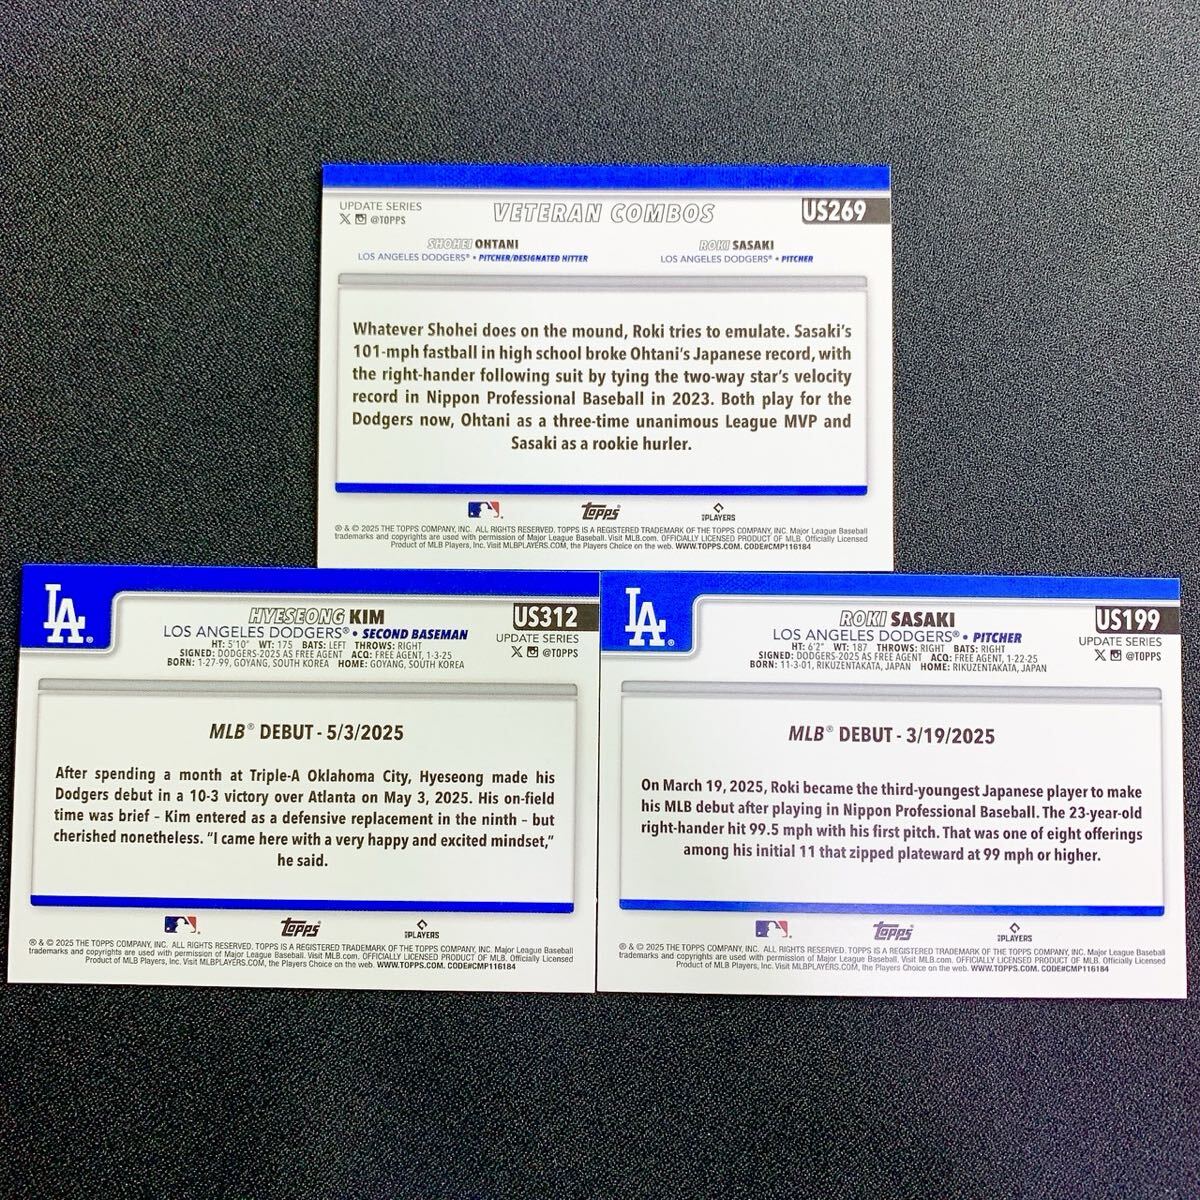 UPDATE SERIES
@TOPPS
VETERAN COMBOS
US269
SHOHEI OHTANI
LOS ANGELES DODGERS® • PITCHER/DESIGNATED HITTER
ROKI SASAKI
LOS ANGELES DODGERS® • PITCHER
Whatever Shohei does on the mound, Roki tries to emulate. Sasaki's
101-mph fastball in high school broke Ohtani's Japanese record, with
the right-hander following suit by tying the two-way star's velocity
record in Nippon Professional Baseball in 2023. Both play for the
Dodgers now, Ohtani as a three-time unanimous League MVP and
Sasaki as a rookie hurler.
topps®
MLB PLAYERS
® & © 2025 THE TOPPS COMPANY, INC. ALL RIGHTS RESERVED. TOPPS IS A REGISTERED TRADEMARK OF THE TOPPS COMPANY, INC. Major League Baseball
trademarks and copyrights are used with permission of Major League Baseball. Visit MLB.com. OFFICIALLY LICENSED PRODUCT OF MLB. Officially Licensed
Product of MLB Players, Inc. Visit MLBPLAYERS.COM, the Players Choice on the web. WWW.TOPPS.COM. CODE#CMP116184
LA®
HYESEONG KIM
LOS ANGELES DODGERS® • SECOND BASEMAN
HT: 5'10" WT: 175 BATS: LEFT THROWS: RIGHT
SIGNED: DODGERS-2025 AS FREE AGENT ACQ: FREE AGENT, 1-3-25
BORN: 1-27-99, GOYANG, SOUTH KOREA HOME: GOYANG, SOUTH KOREA
US312
UPDATE SERIES
@TOPPS
MLB® DEBUT - 5/3/2025
After spending a month at Triple-A Oklahoma City, Hyeseong made his
Dodgers debut in a 10-3 victory over Atlanta on May 3, 2025. His on-field
time was brief – Kim entered as a defensive replacement in the ninth – but
cherished nonetheless. "I came here with a very happy and excited mindset,"
he said.
topps®
MLB PLAYERS
® & © 2025 THE TOPPS COMPANY, INC. ALL RIGHTS RESERVED. TOPPS IS A REGISTERED TRADEMARK OF THE TOPPS COMPANY, INC. Major League Baseball
trademarks and copyrights are used with permission of Major League Baseball. Visit MLB.com. OFFICIALLY LICENSED PRODUCT OF MLB. Officially Licensed
Product of MLB Players, Inc. Visit MLBPLAYERS.COM, the Players Choice on the web. WWW.TOPPS.COM. CODE#CMP116184
LA®
ROKI SASAKI
LOS ANGELES DODGERS® • PITCHER
HT: 6'2" WT: 187 THROWS: RIGHT BATS: RIGHT
SIGNED: DODGERS-2025 AS FREE AGENT ACQ: FREE AGENT, 1-22-25
BORN: 11-3-01, RIKUZENTAKATA, JAPAN HOME: RIKUZENTAKATA, JAPAN
US199
UPDATE SERIES
@TOPPS
MLB® DEBUT - 3/19/2025
On March 19, 2025, Roki became the third-youngest Japanese player to make
his MLB debut after playing in Nippon Professional Baseball. The 23-year-old
right-hander hit 99.5 mph with his first pitch. That was one of eight offerings
among his initial 11 that zipped plateward at 99 mph or higher.
topps®
MLB PLAYERS
® & © 2025 THE TOPPS COMPANY, INC. ALL RIGHTS RESERVED. TOPPS IS A REGISTERED TRADEMARK OF THE TOPPS COMPANY, INC. Major League Baseball
trademarks and copyrights are used with permission of Major League Baseball. Visit MLB.com. OFFICIALLY LICENSED PRODUCT OF MLB. Officially Licensed
Product of MLB Players, Inc. Visit MLBPLAYERS.COM, the Players Choice on the web. WWW.TOPPS.COM. CODE#CMP116184